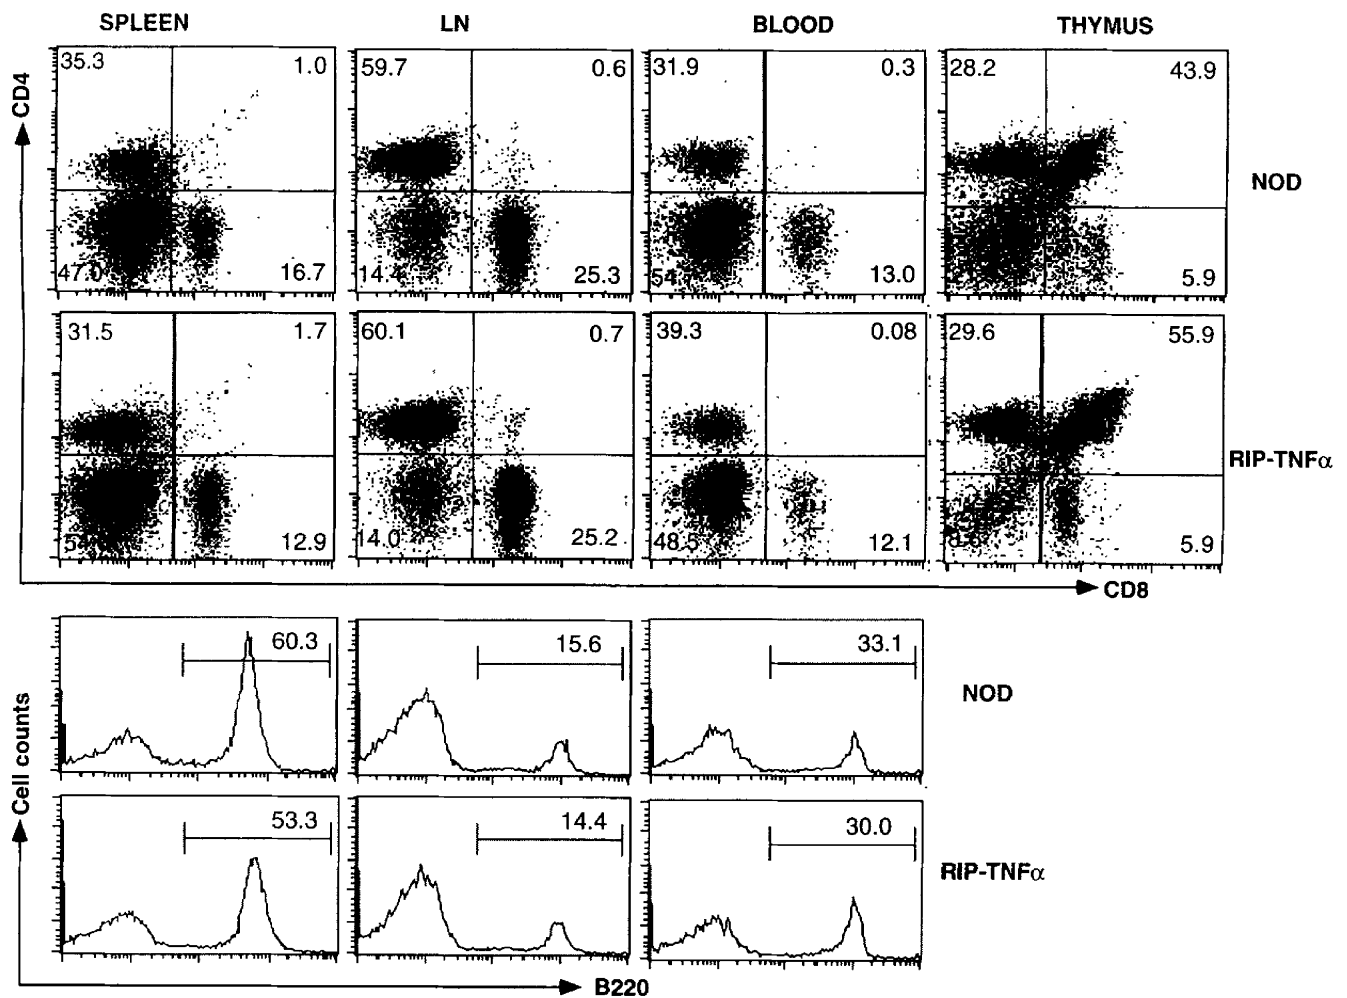 SPLEEN LN BLOOD THYMUS
CD4
35.3 1.0 59.7 0.6 31.9 0.3 28.2 43.9
NOD
47.0 16.7 14.4 25.3 54 13.0 5.9
31.5 1.7 60.1 0.7 39.3 0.08 29.6 55.9
RIP-TNFα
12.9 14.0 25.2 48.5 12.1 5.9
CD8
Cell counts
60.3 15.6 33.1
NOD
53.3 14.4 30.0
RIP-TNFα
B220